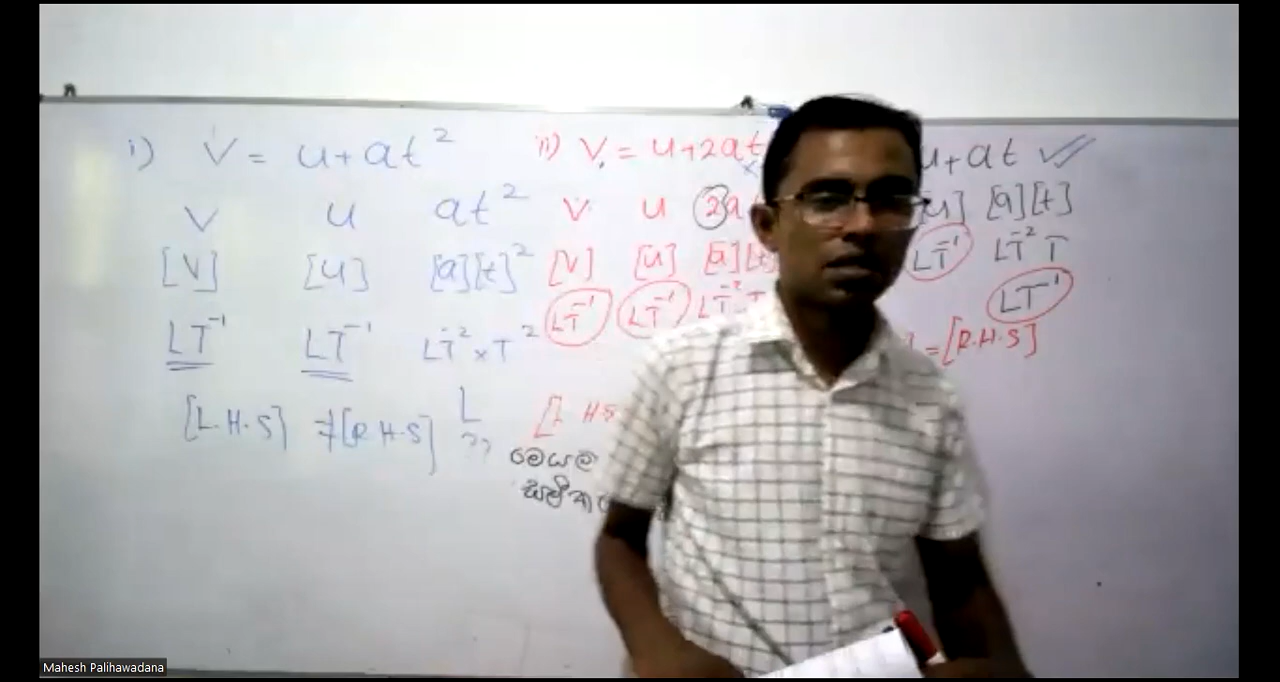 i) V = u + at²
V u at²
[V] [u] [a][t]²
LT⁻¹ LT⁻¹ LT⁻² × T²
L
[L.H.S] ≠ [R.H.S] ??
ii) V = u + 2at
V u 2a
[V] [u] [a][t]
LT⁻¹ LT⁻¹ LT⁻²
u + at ✓
[u] [a][t]
LT⁻¹ LT⁻² T
LT⁻¹
= [R.H.S]
Mahesh Palihawadana